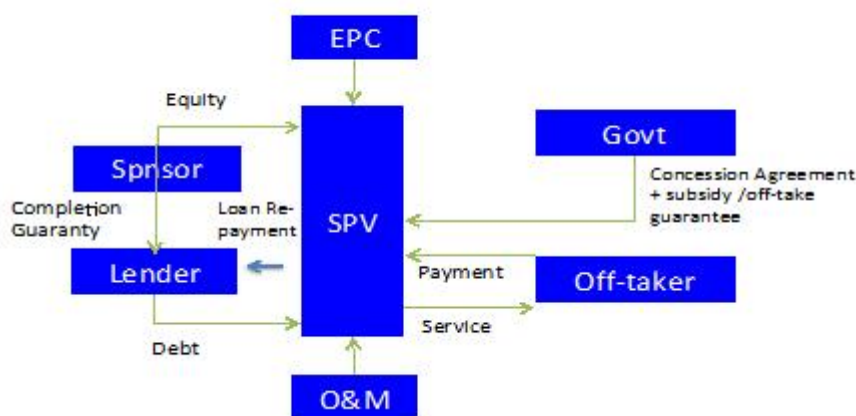 EPC
Equity
Govt
Sprnsor
SPV
Concession Agreement
+ subsidy /off-take
guarantee
Completion
Guaranty
Loan Re-
payment
Lender
Payment
Off-taker
Service
Debt
O&M